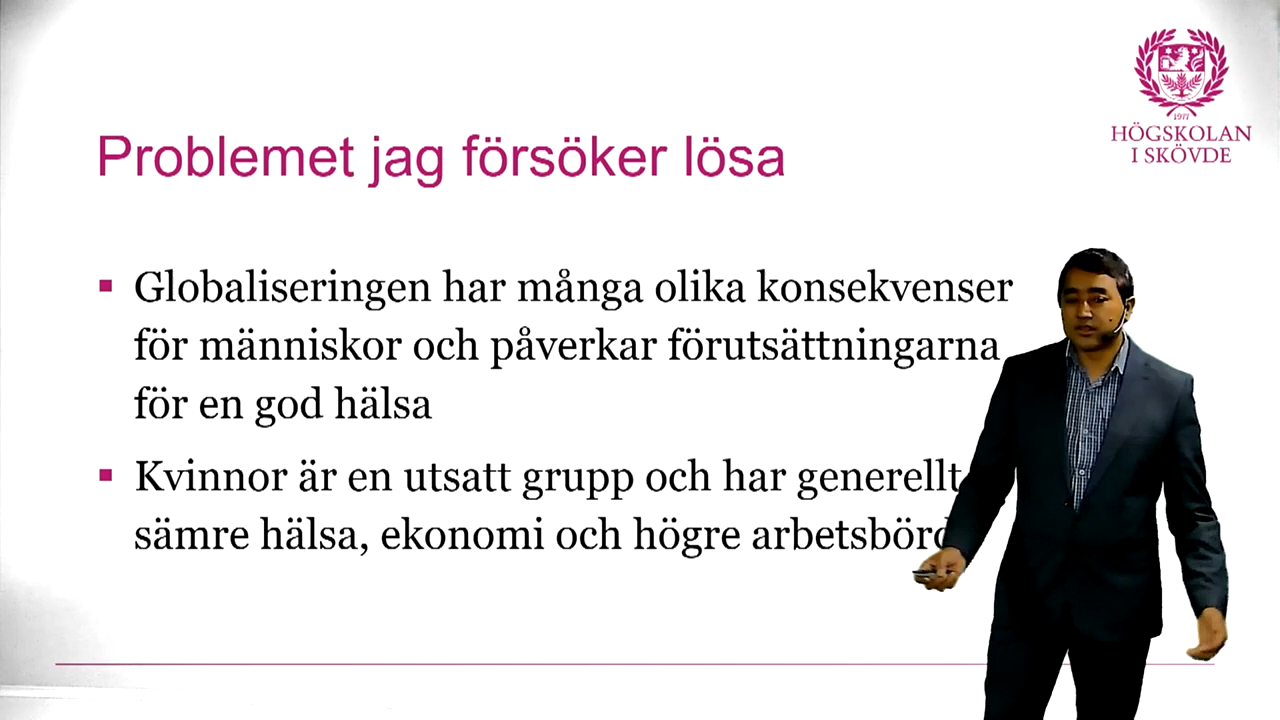 1977
HÖGSKOLAN
I SKÖVDE
Problemet jag försöker lösa
Globaliseringen har många olika konsekvenser
för människor och påverkar förutsättningarna
för en god hälsa
Kvinnor är en utsatt grupp och har generellt
sämre hälsa, ekonomi och högre